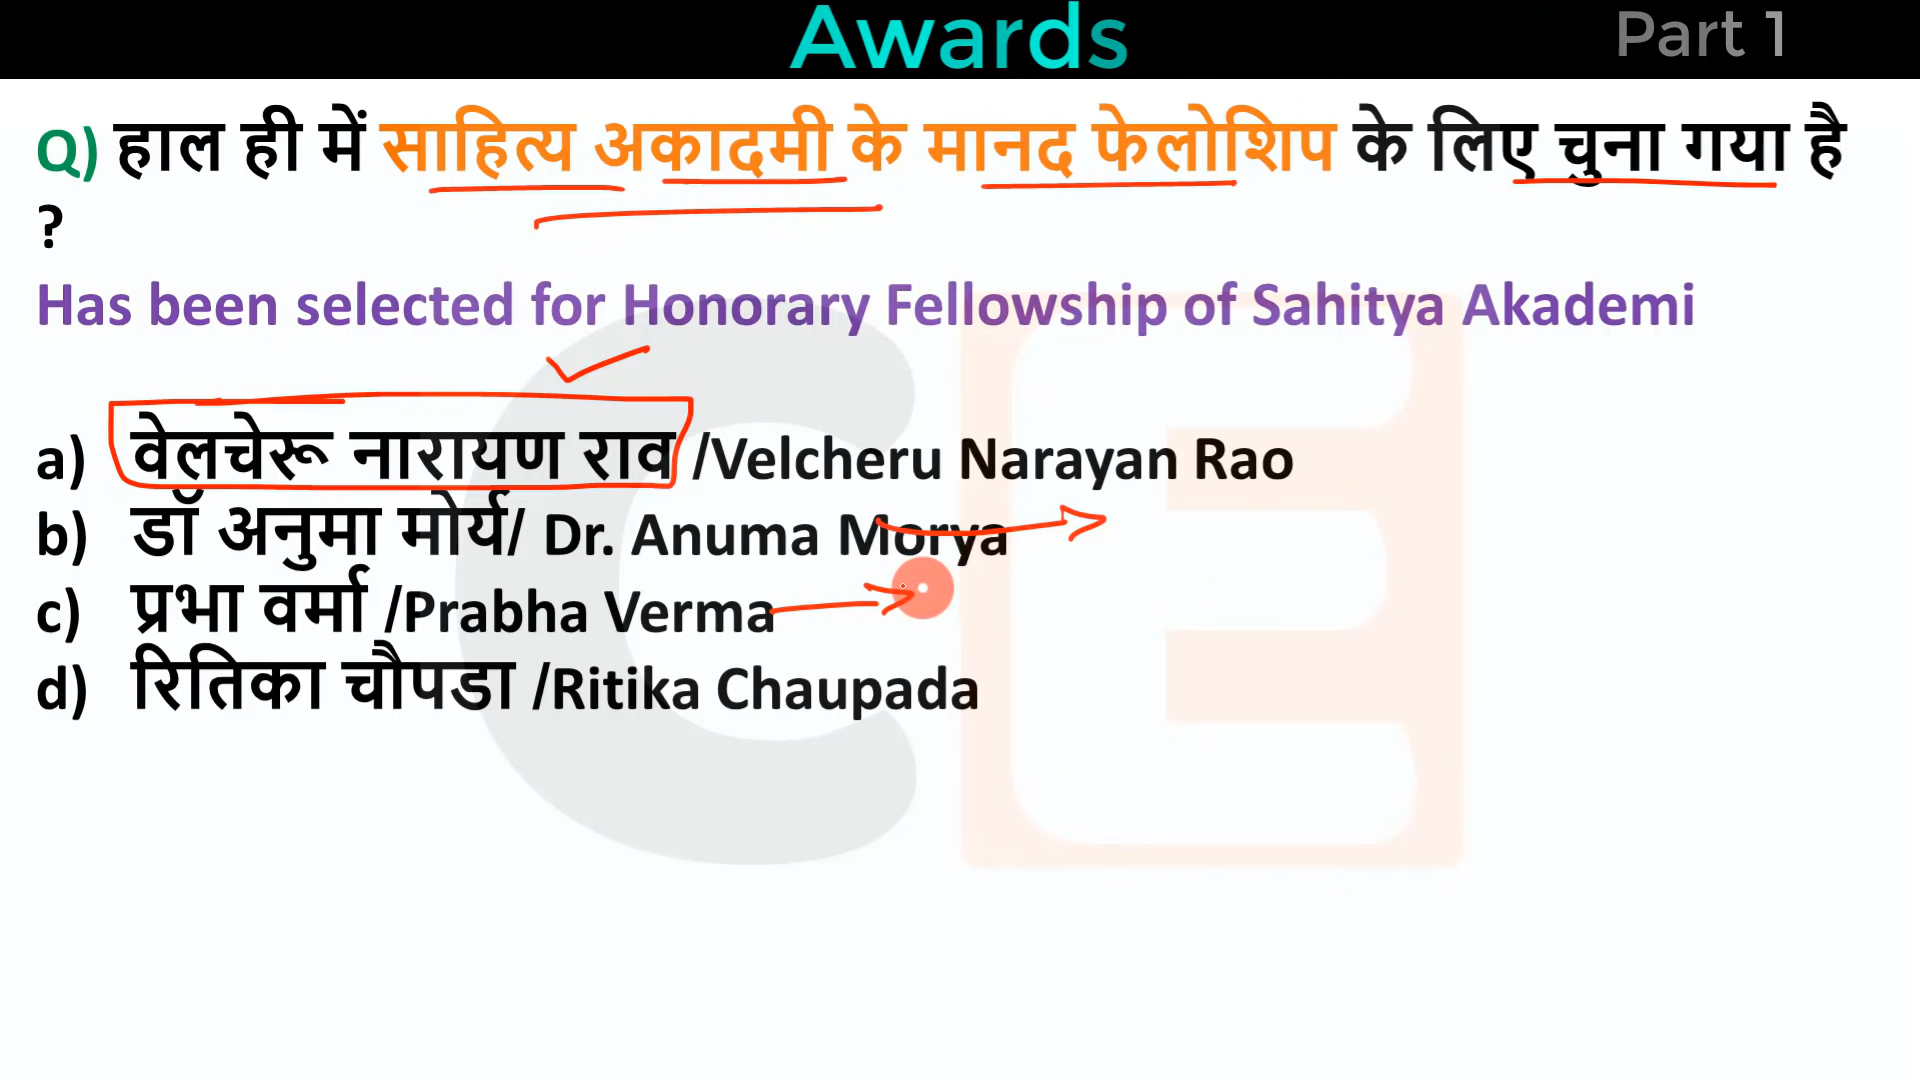 Awards
Part 1
Q) हाल ही में साहित्य अकादमी के मानद फेलोशिप के लिए चुना गया है
?
Has been selected for Honorary Fellowship of Sahitya Akademi
a) वेलचेरू नारायण राव /Velcheru Narayan Rao
b) डॉ अनुमा मोर्य/ Dr. Anuma Morya
c) प्रभा वर्मा /Prabha Verma
d) रितिका चौपडा /Ritika Chaupada
CE